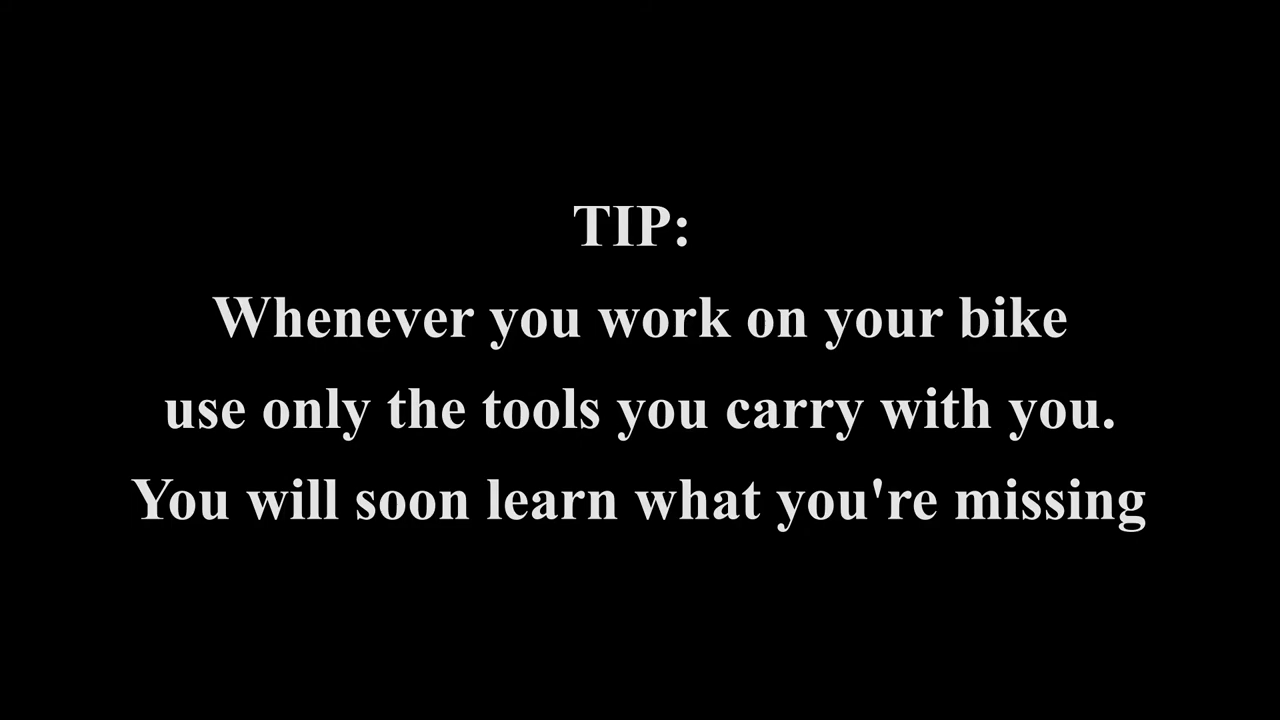 TIP:
Whenever you work on your bike
use only the tools you carry with you.
You will soon learn what you're missing